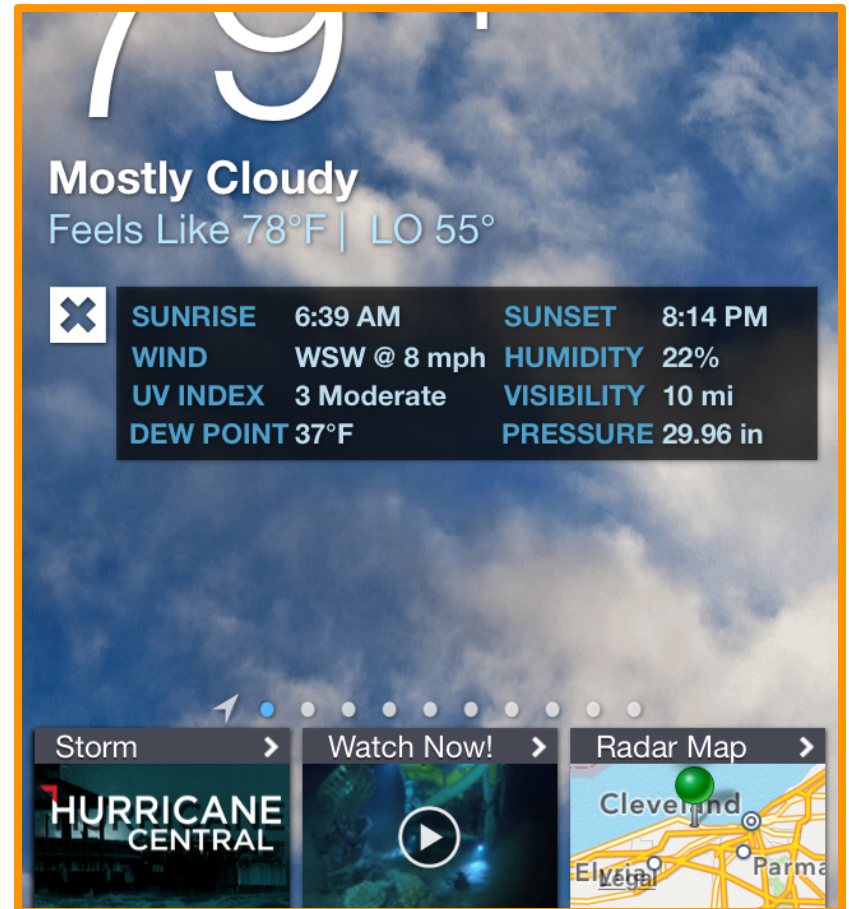 79
Mostly Cloudy
Feels Like 78°F | LO 55°
SUNRISE 6:39 AM SUNSET 8:14 PM
WIND WSW @ 8 mph HUMIDITY 22%
UV INDEX 3 Moderate VISIBILITY 10 mi
DEW POINT 37°F PRESSURE 29.96 in
Storm
Watch Now!
Radar Map
HURRICANE
CENTRAL
Cleveland
Elyria
Parma
Legal